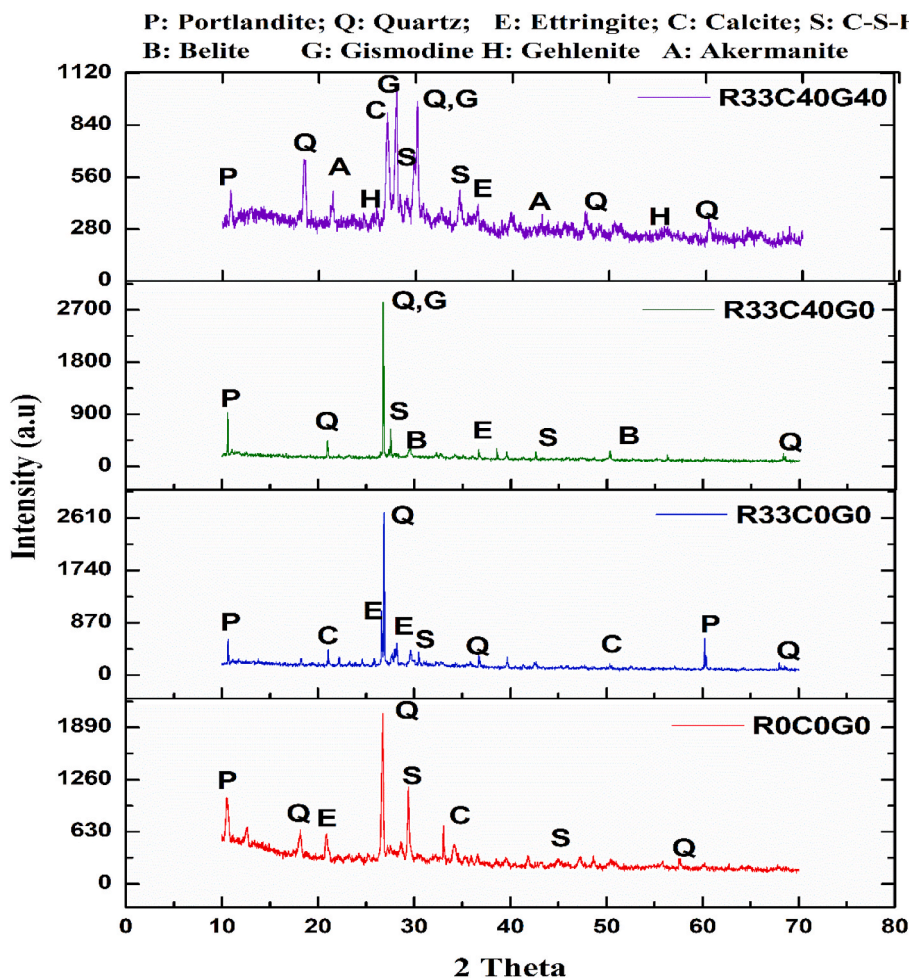 P: Portlandite; Q: Quartz; E: Ettringite; C: Calcite; S: C-S-H
B: Belite G: Gismodine H: Gehlenite A: Akermanite
1120
840
560
280
0
R33C40G40
P
Q
A
H
C
G
S
Q,G
S
E
A
Q
H
Q
2700
1800
900
0
R33C40G0
P
Q
Q,G
S
B
E
S
B
Q
2610
1740
870
0
R33C0G0
P
C
E
Q
E
S
Q
C
P
Q
1890
1260
630
0
R0C0G0
P
Q
E
Q
S
C
S
Q
0 10 20 30 40 50 60 70 80
2 Theta
Intensity (a.u)